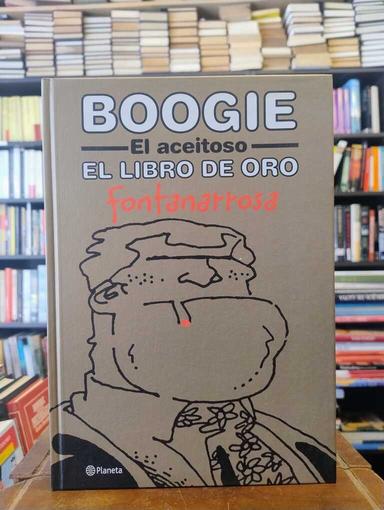 BOOGIE
El aceitoso
EL LIBRO DE ORO
fontanarrosa
Planeta